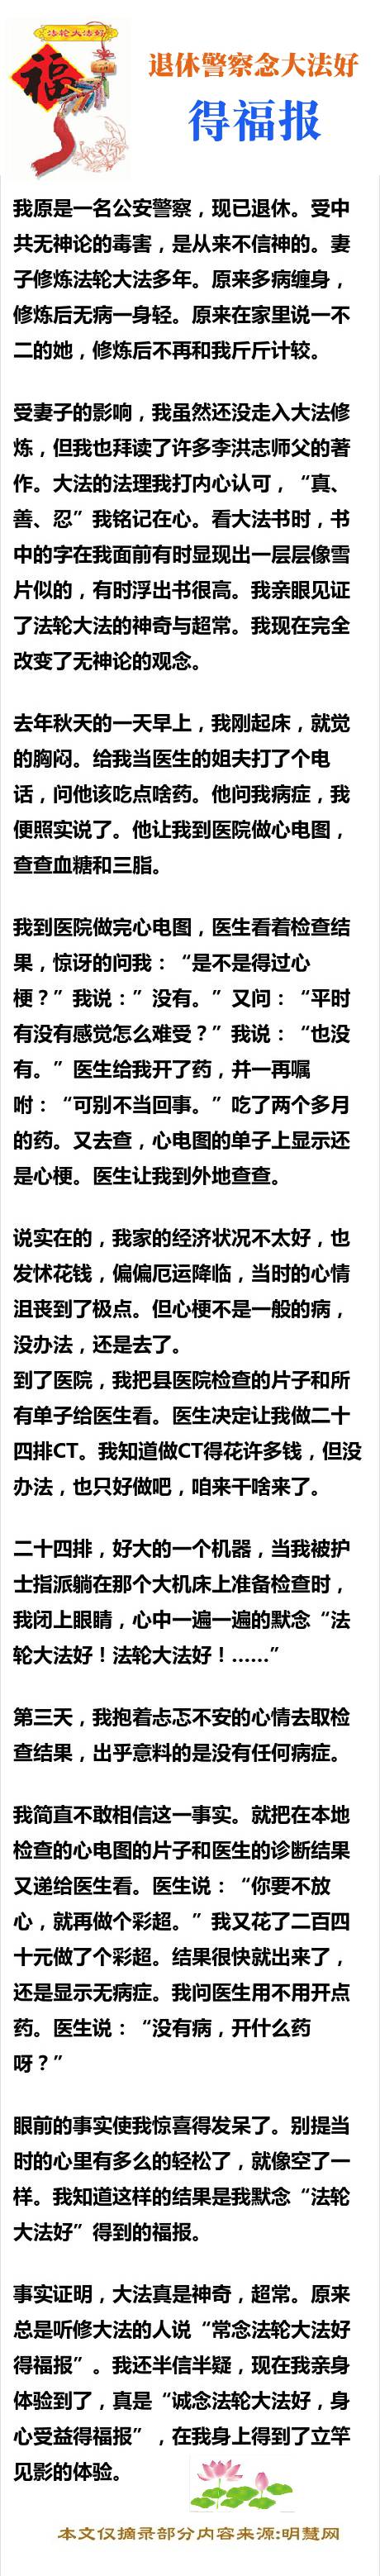 法轮大法好
福
退休警察念大法好
得福报
我原是一名公安警察，现已退休。受中
共无神论的毒害，是从来不信神的。妻
子修炼法轮大法多年。原来多病缠身，
修炼后无病一身轻。原来在家里说一不
二的她，修炼后不再和我斤斤计较。
受妻子的影响，我虽然还没走入大法修
炼，但我也拜读了许多李洪志师父的著
作。大法的法理我打内心认可，“真、
善、忍”我铭记在心。看大法书时，书
中的字在我面前有时显现出一层层像雪
片似的，有时浮出书很高。我亲眼见证
了法轮大法的神奇与超常。我现在完全
改变了无神论的观念。
去年秋天的一天早上，我刚起床，就觉
的胸闷。给我当医生的姐夫打了个电
话，问他该吃点啥药。他问我病症，我
便照实说了。他让我到医院做心电图，
查查血糖和三脂。
我到医院做完心电图，医生看着检查结
果，惊讶的问我：“是不是得过心
梗？”我说：”没有。”又问：“平时
有没有感觉怎么难受？”我说：“也没
有。”医生给我开了药，并一再嘱
咐：“可别不当回事。”吃了两个多月
的药。又去查，心电图的单子上显示还
是心梗。医生让我到外地查查。
说实在的，我家的经济状况不太好，也
发怵花钱，偏偏厄运降临，当时的心情
沮丧到了极点。但心梗不是一般的病，
没办法，还是去了。
到了医院，我把县医院检查的片子和所
有单子给医生看。医生决定让我做二十
四排CT。我知道做CT得花许多钱，但没
办法，也只好做吧，咱来干啥来了。
二十四排，好大的一个机器，当我被护
士指派躺在那个大机床上准备检查时，
我闭上眼睛，心中一遍一遍的默念“法
轮大法好！法轮大法好！……”
第三天，我抱着忐忑不安的心情去取检
查结果，出乎意料的是没有任何病症。
我简直不敢相信这一事实。就把在本地
检查的心电图的片子和医生的诊断结果
又递给医生看。医生说：“你要不放
心，就再做个彩超。”我又花了二百四
十元做了个彩超。结果很快就出来了，
还是显示无病症。我问医生用不用开点
药。医生说：“没有病，开什么药
呀？”
眼前的事实使我惊喜得发呆了。别提当
时的心里有多么的轻松了，就像空了一
样。我知道这样的结果是我默念“法轮
大法好”得到的福报。
事实证明，大法真是神奇，超常。原来
总是听修大法的人说“常念法轮大法好
得福报”。我还半信半疑，现在我亲身
体验到了，真是“诚念法轮大法好，身
心受益得福报”，在我身上得到了立竿
见影的体验。
本文仅摘录部分内容来源:明慧网